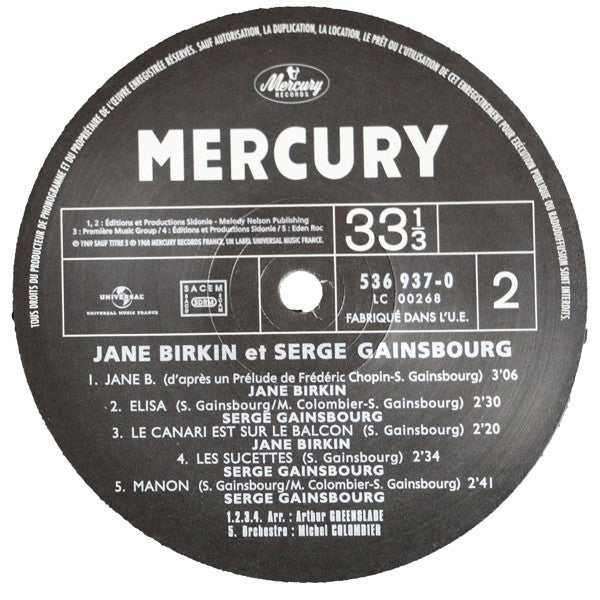 TOUS DROITS DU PRODUCTEUR DE PHONOGRAMME ET DU PROPRIÉTAIRE DE L'ŒUVRE ENREGISTRÉE RÉSERVÉS. SAUF AUTORISATION, LA DUPLICATION, LA LOCATION, LE PRÊT OU L'UTILISATION DE CET ENREGISTREMENT POUR EXÉCUTION PUBLIQUE OU RADIODIFFUSION SONT INTERDITS.
Mercury
RECORDS
MERCURY
1, 2 : Éditions et Productions Sidonie - Melody Nelson Publishing
3 : Première Music Group / 4 : Éditions et Productions Sidonie / 5 : Eden Roc
℗ 1969 SAUF TITRE 5 ℗ 1968 MERCURY RECORDS FRANCE, UN LABEL UNIVERSAL MUSIC FRANCE.
33 1/3
UNIVERSAL
UNIVERSAL MUSIC FRANCE
SACEM
SDRM
536 937-0
LC 00268
FABRIQUÉ DANS L'U.E.
2
JANE BIRKIN et SERGE GAINSBOURG
1. JANE B. (d'après un Prélude de Frédéric Chopin-S. Gainsbourg) 3'06
JANE BIRKIN
2. ELISA (S. Gainsbourg/M. Colombier-S. Gainsbourg) 2'30
SERGE GAINSBOURG
3. LE CANARI EST SUR LE BALCON (S. Gainsbourg) 2'20
JANE BIRKIN
4. LES SUCETTES (S. Gainsbourg) 2'34
SERGE GAINSBOURG
5. MANON (S. Gainsbourg/M. Colombier-S. Gainsbourg) 2'41
SERGE GAINSBOURG
1.2.3.4. Arr. : Arthur GREENSLADE
5. Orchestre : Michel COLOMBIER